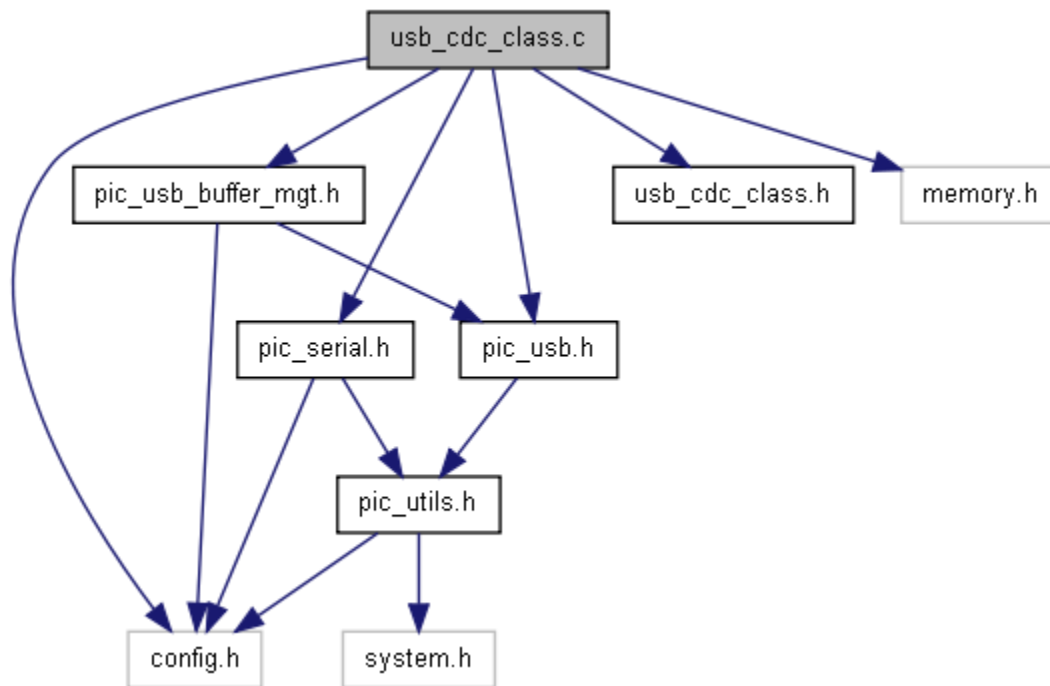 usb_cdc_class.c
pic_usb_buffer_mgt.h
usb_cdc_class.h
memory.h
pic_serial.h
pic_usb.h
pic_utils.h
config.h
system.h